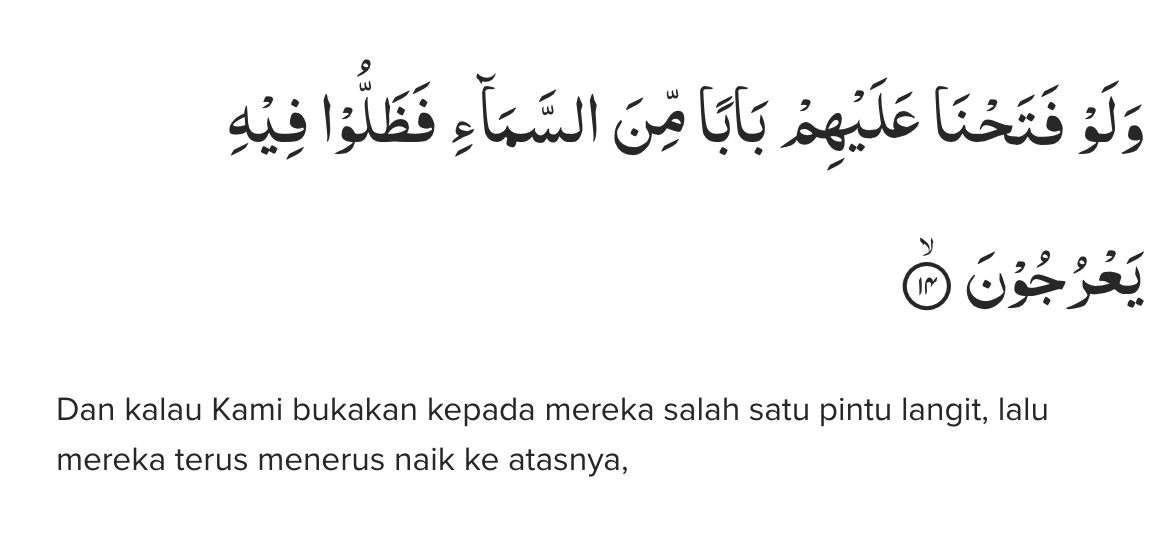 وَلَوْ فَتَحْنَا عَلَيْهِمْ بَابًا مِّنَ السَّمَاۤءِ فَظَلُّوْا فِيْهِ
يَعْرُجُوْنَ ۙ ١٤
Dan kalau Kami bukakan kepada mereka salah satu pintu langit, lalu
mereka terus menerus naik ke atasnya,